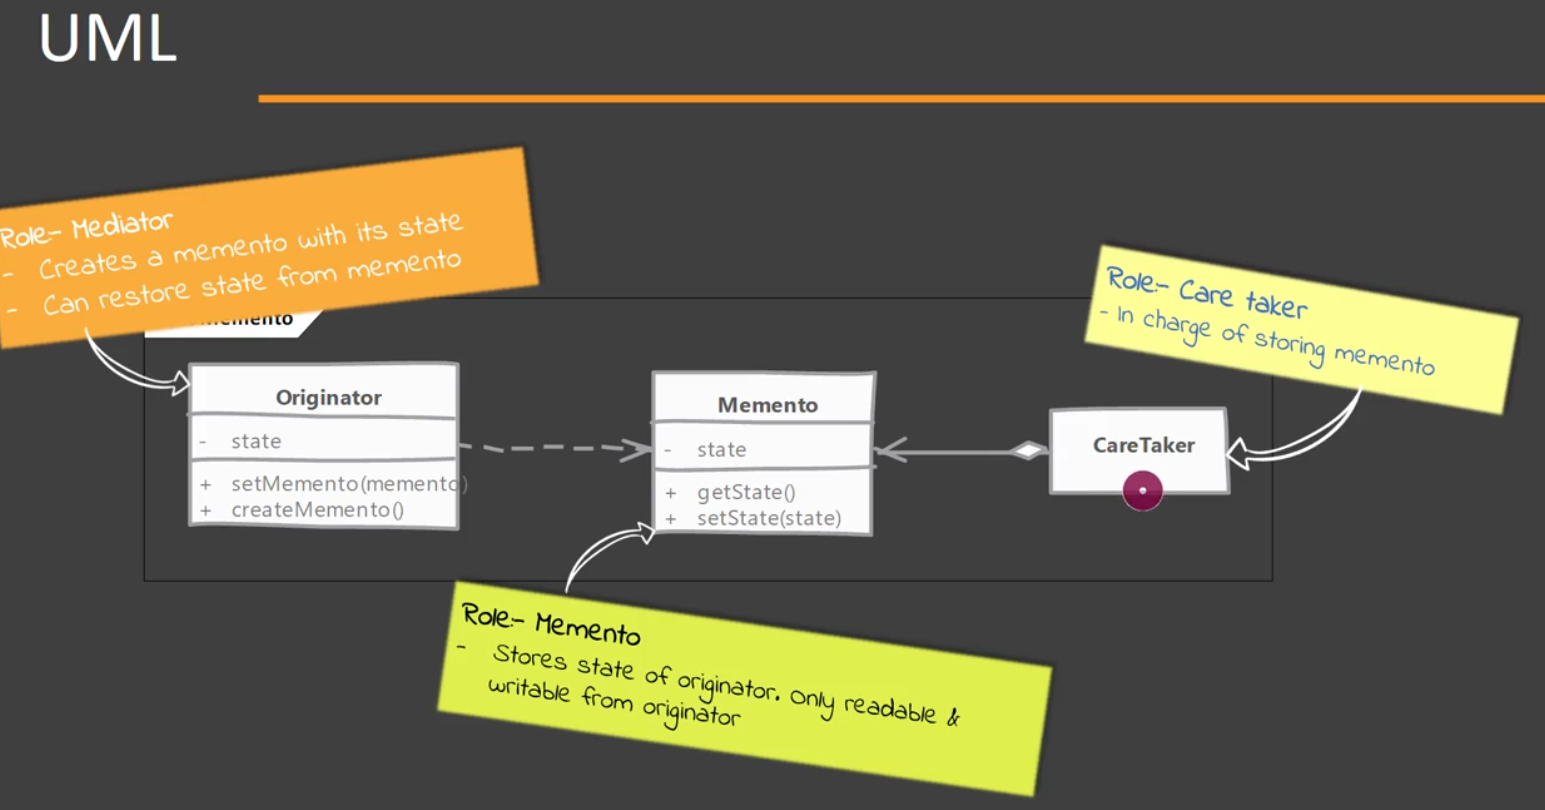 UML
Role:- Mediator
- Creates a memento with its state
- Can restore state from memento
Role:- Care taker
- In charge of storing memento
Originator
- state
+ setMemento(memento)
+ createMemento()
Memento
- state
+ getState()
+ setState(state)
CareTaker
Role:- Memento
- Stores state of originator. Only readable &
writable from originator